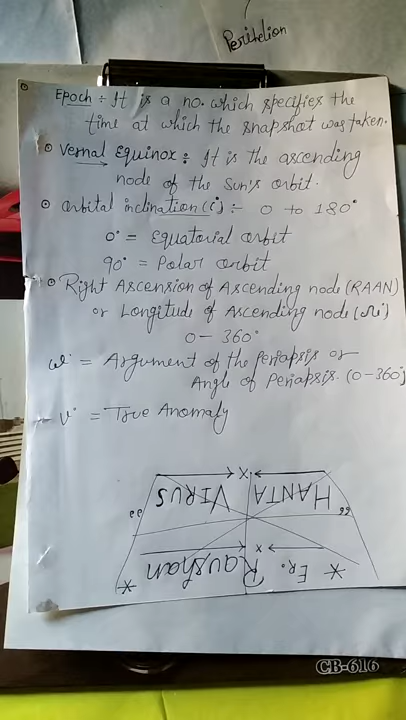 Perihelion
Epoch :- It is a no. which specifies the
time at which the snapshot was taken.
Vernal Equinox :- It is the ascending
node of the Sun's orbit.
Orbital inclination (i) :- 0 to 180°
0° = Equatorial orbit
90° = Polar orbit
Right Ascension of Ascending node (RAAN)
or Longitude of Ascending node (Ω)
0 - 360°
ω = Argument of the periapsis or
Angle of Periapsis. (0-360°)
ν = True Anomaly
* ER. Raushan *
x
"HANTA VIRUS"
x
CB-616